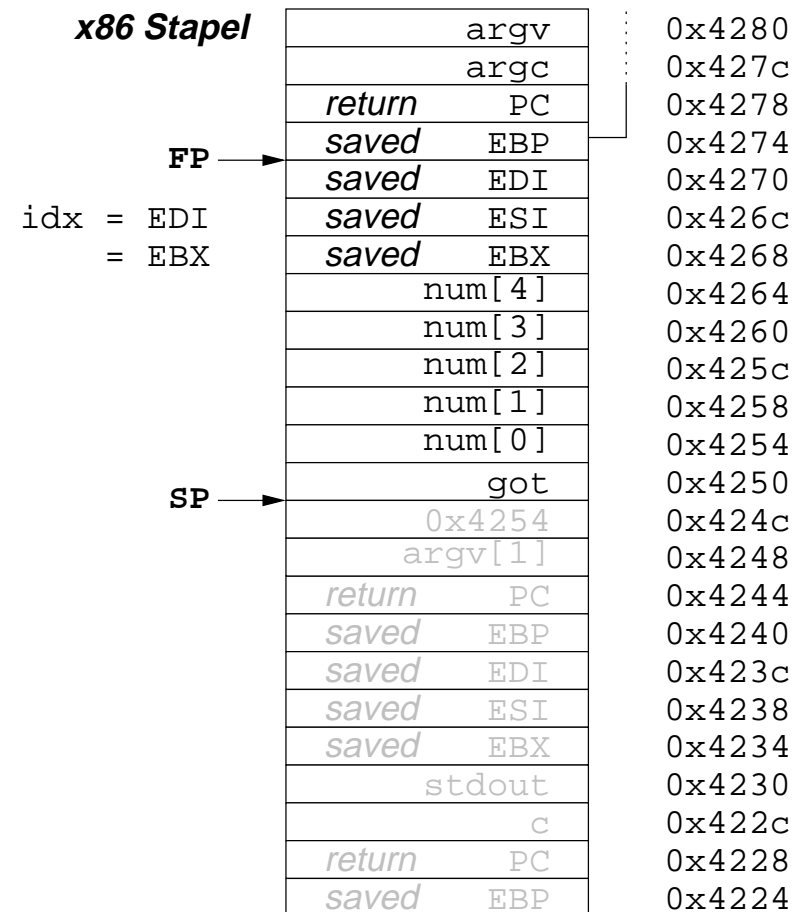 x86 Stapel argv 0x4280
argc 0x427c
return PC 0x4278
saved EBP 0x4274
FP
saved EDI 0x4270
idx = EDI saved ESI 0x426c
= EBX saved EBX 0x4268
num[4] 0x4264
num[3] 0x4260
num[2] 0x425c
num[1] 0x4258
num[0] 0x4254
got 0x4250
SP
0x4254 0x424c
argv[1] 0x4248
return PC 0x4244
saved EBP 0x4240
saved EDI 0x423c
saved ESI 0x4238
saved EBX 0x4234
stdout 0x4230
c 0x422c
return PC 0x4228
saved EBP 0x4224